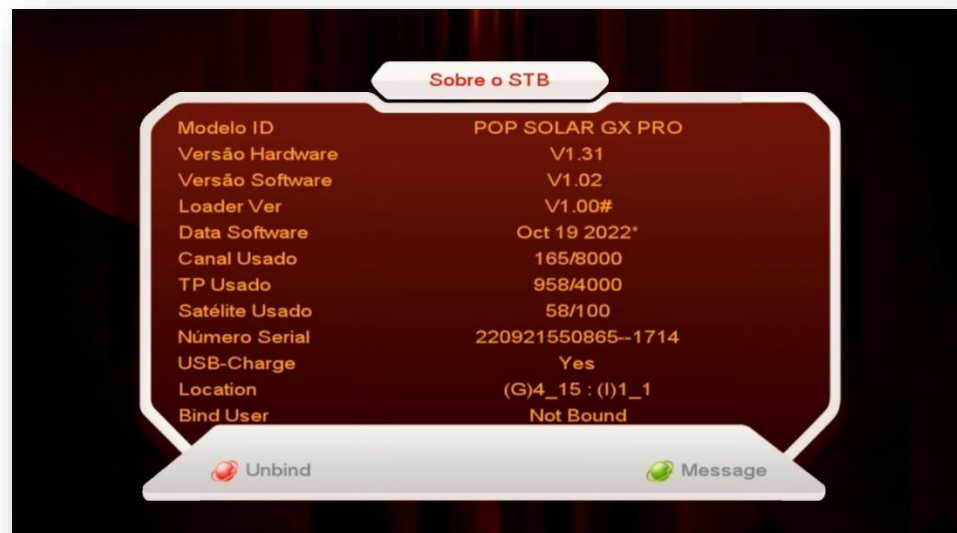 Sobre o STB
Modelo ID POP SOLAR GX PRO
Versão Hardware V1.31
Versão Software V1.02
Loader Ver V1.00#
Data Software Oct 19 2022*
Canal Usado 165/8000
TP Usado 958/4000
Satélite Usado 58/100
Número Serial 220921550865--1714
USB-Charge Yes
Location (G)4_15 : (I)1_1
Bind User Not Bound
Unbind Message